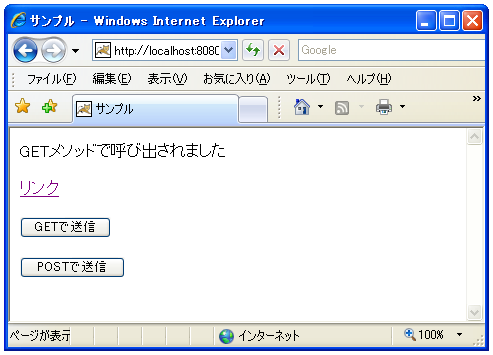 サンプル - Windows Internet Explorer
http://localhost:8080
Google
ファイル(F) 編集(E) 表示(V) お気に入り(A) ツール(T) ヘルプ(H)
サンプル
»
GETメソッドで呼び出されました
リンク
GETで送信
POSTで送信
ページが表示 インターネット 100%